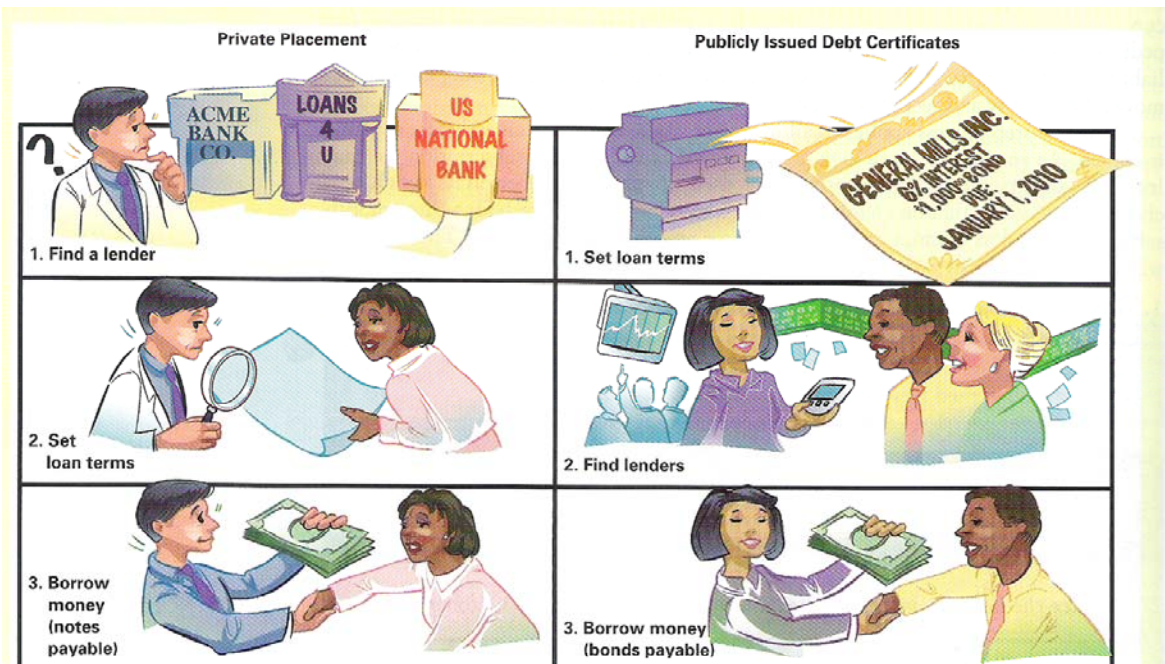 Private Placement
Publicly Issued Debt Certificates
ACME
BANK
CO.
LOANS
4
U
US
NATIONAL
BANK
?
1. Find a lender
GENERAL MILLS INC.
6% INTEREST
$1,000.00 BOND
DUE:
JANUARY 1, 2010
1. Set loan terms
2. Set
loan terms
2. Find lenders
3. Borrow
money
(notes
payable)
3. Borrow money
(bonds payable)